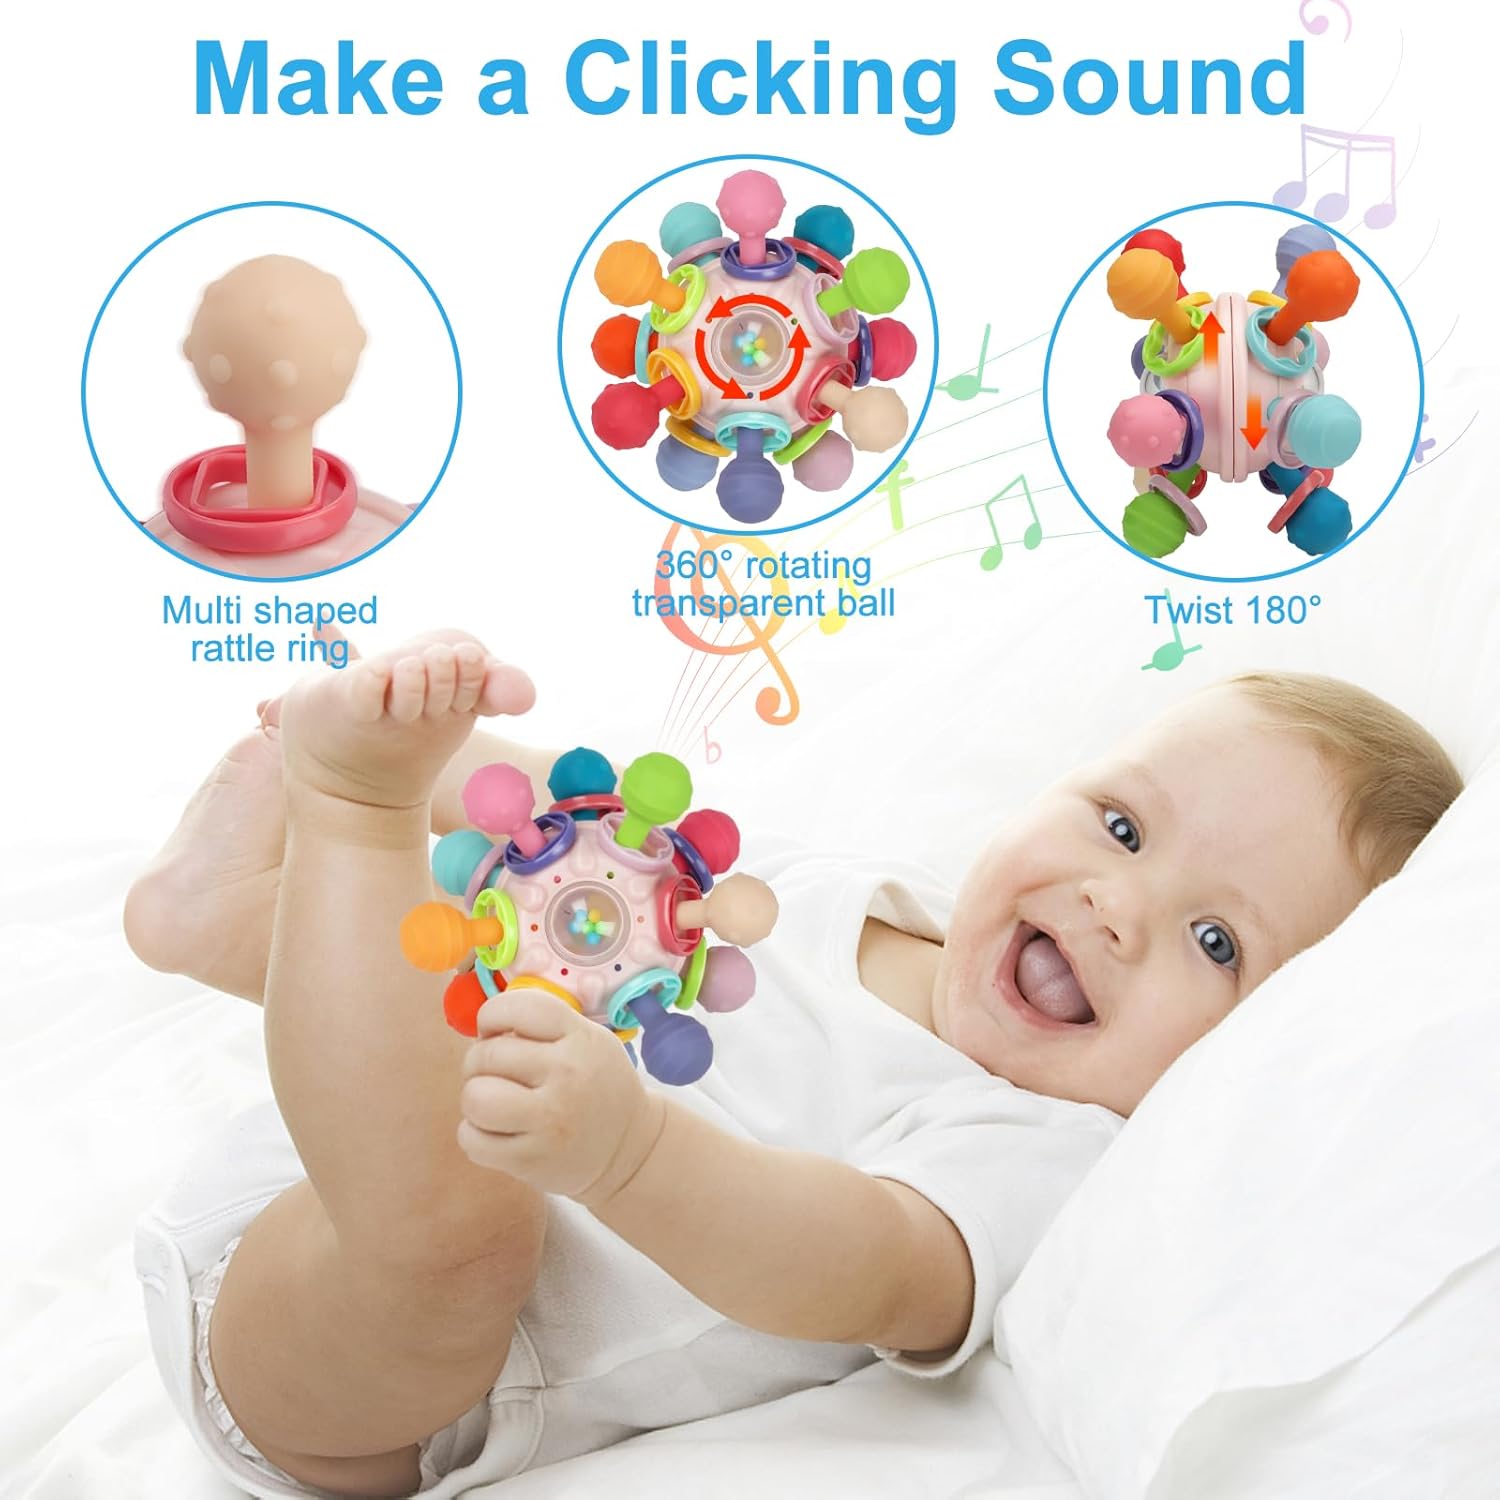 Make a Clicking Sound
Multi shaped
rattle ring
360° rotating
transparent ball
Twist 180°